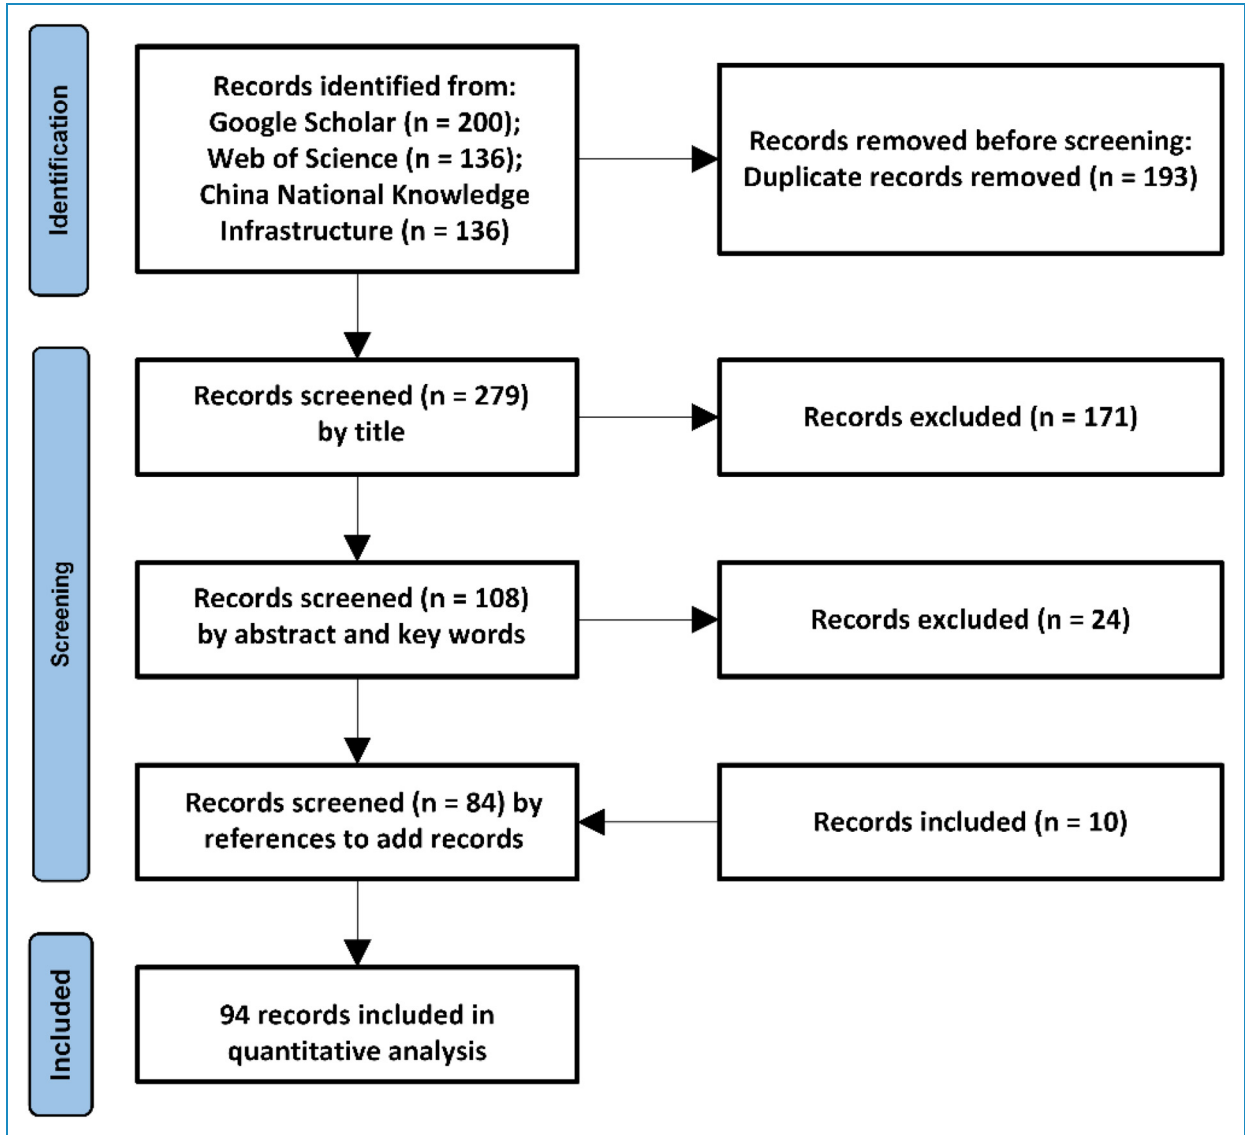 Identification
Records identified from:
Google Scholar (n = 200);
Web of Science (n = 136);
China National Knowledge
Infrastructure (n = 136)
Records removed before screening:
Duplicate records removed (n = 193)
Screening
Records screened (n = 279)
by title
Records excluded (n = 171)
Records screened (n = 108)
by abstract and key words
Records excluded (n = 24)
Records screened (n = 84) by
references to add records
Records included (n = 10)
Included
94 records included in
quantitative analysis